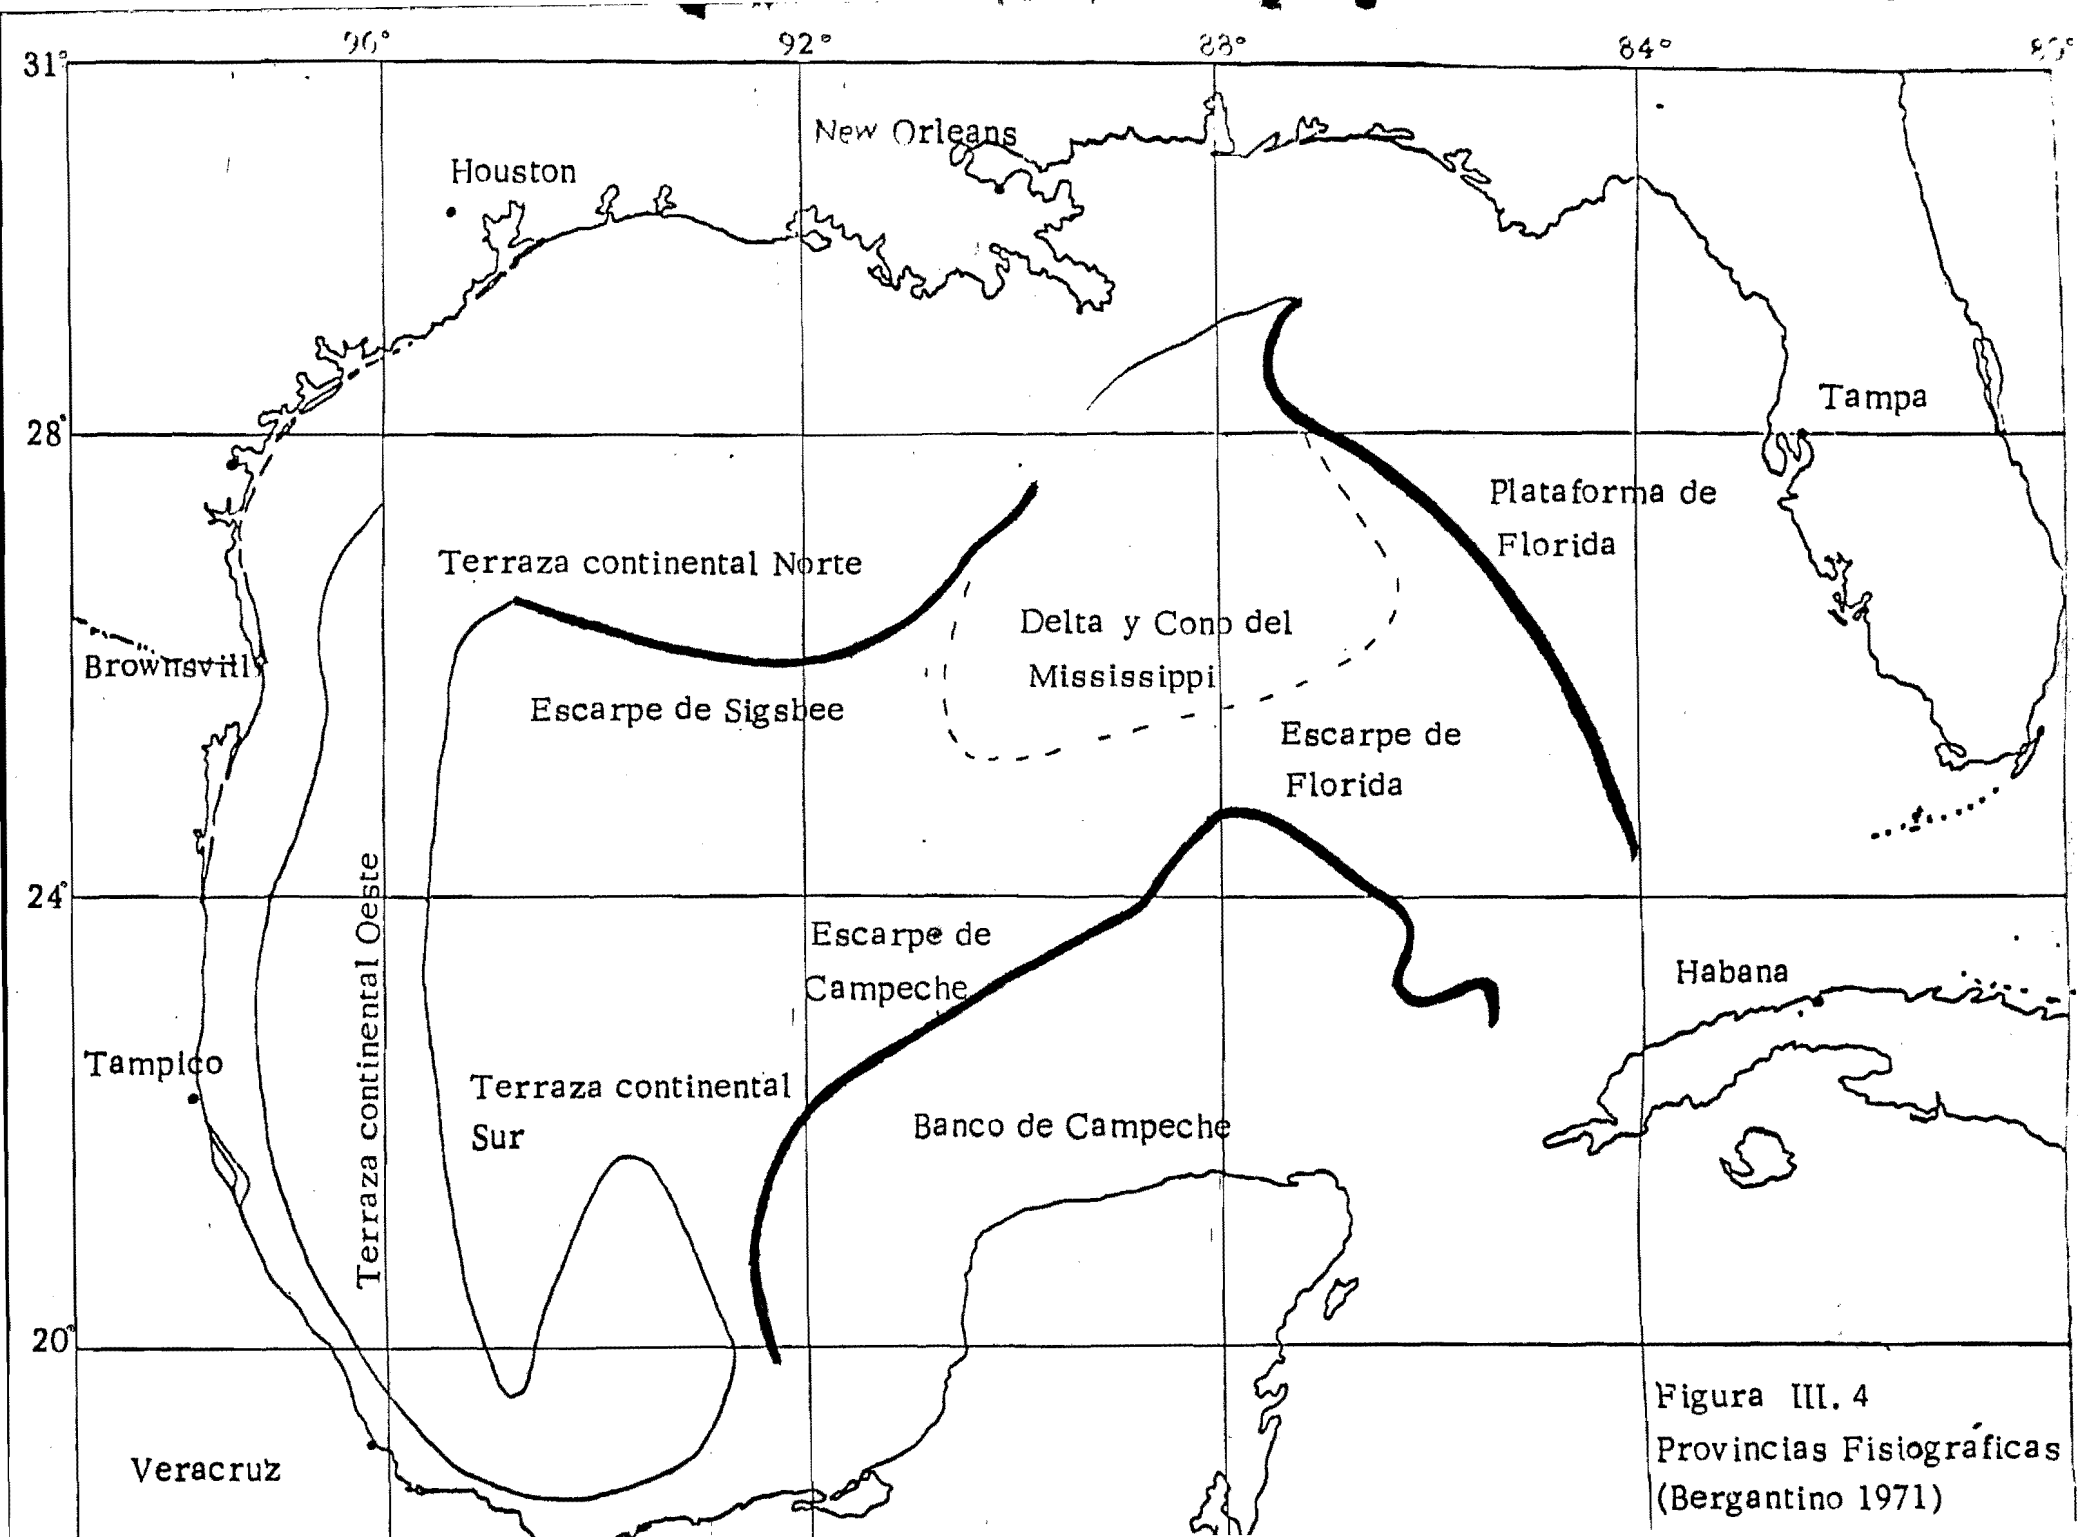 96° 92° 88° 84° 80°
31°
New Orleans
Houston
Tampa
28°
Plataforma de
Florida
Terraza continental Norte
Delta y Cono del
Mississippi
Brownsvill
Escarpe de Sigsbee
Escarpe de
Florida
24°
Terraza continental Oeste
Escarpe de
Campeche
Habana
Tampico
Terraza continental
Sur
Banco de Campeche
20°
Veracruz
Figura III. 4
Provincias Fisiográficas
(Bergantino 1971)